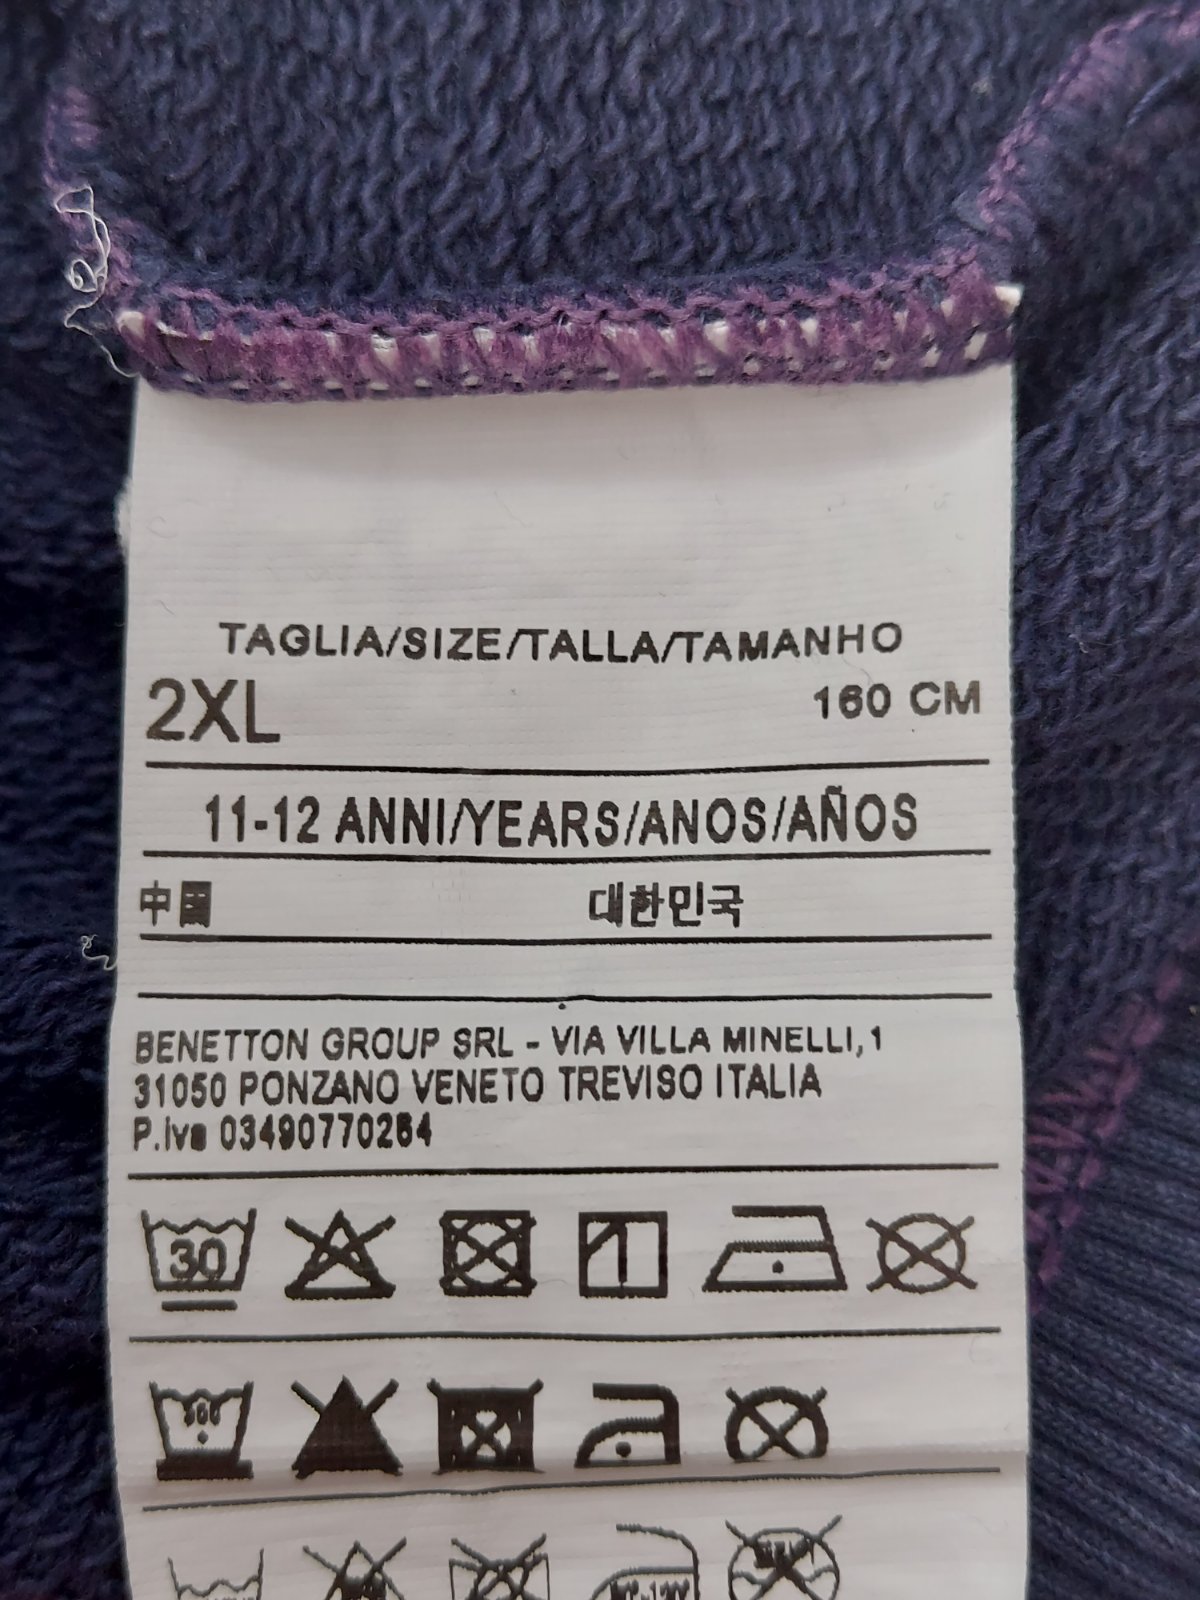 TAGLIA/SIZE/TALLA/TAMANHO
2XL 160 CM
11-12 ANNI/YEARS/ANOS/AÑOS
中國 대한민국
BENETTON GROUP SRL - VIA VILLA MINELLI, 1
31050 PONZANO VENETO TREVISO ITALIA
P.iva 03490770264
30